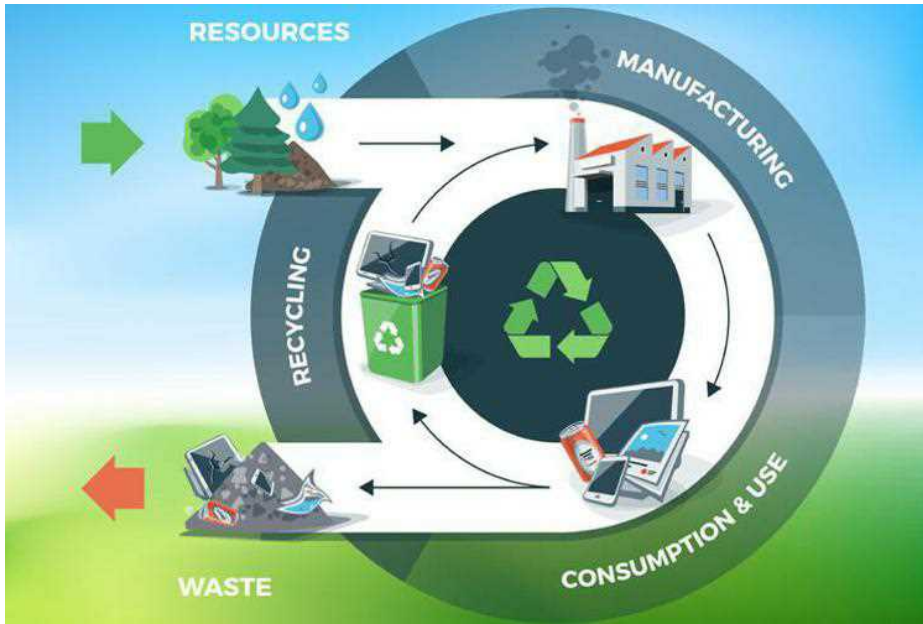 RESOURCES
MANUFACTURING
RECYCLING
CONSUMPTION & USE
WASTE